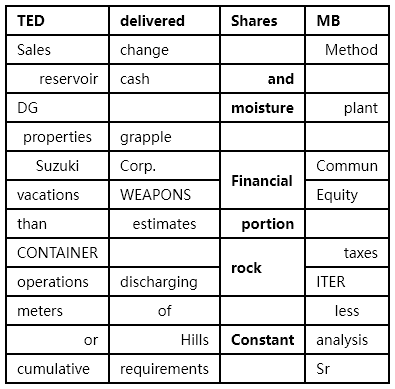 TED delivered Shares MB
Sales change Method
reservoir cash and
DG moisture plant
properties grapple
Suzuki Corp. Financial Commun
vacations WEAPONS Equity
than estimates portion
CONTAINER rock taxes
operations discharging ITER
meters of less
or Hills Constant analysis
cumulative requirements Sr